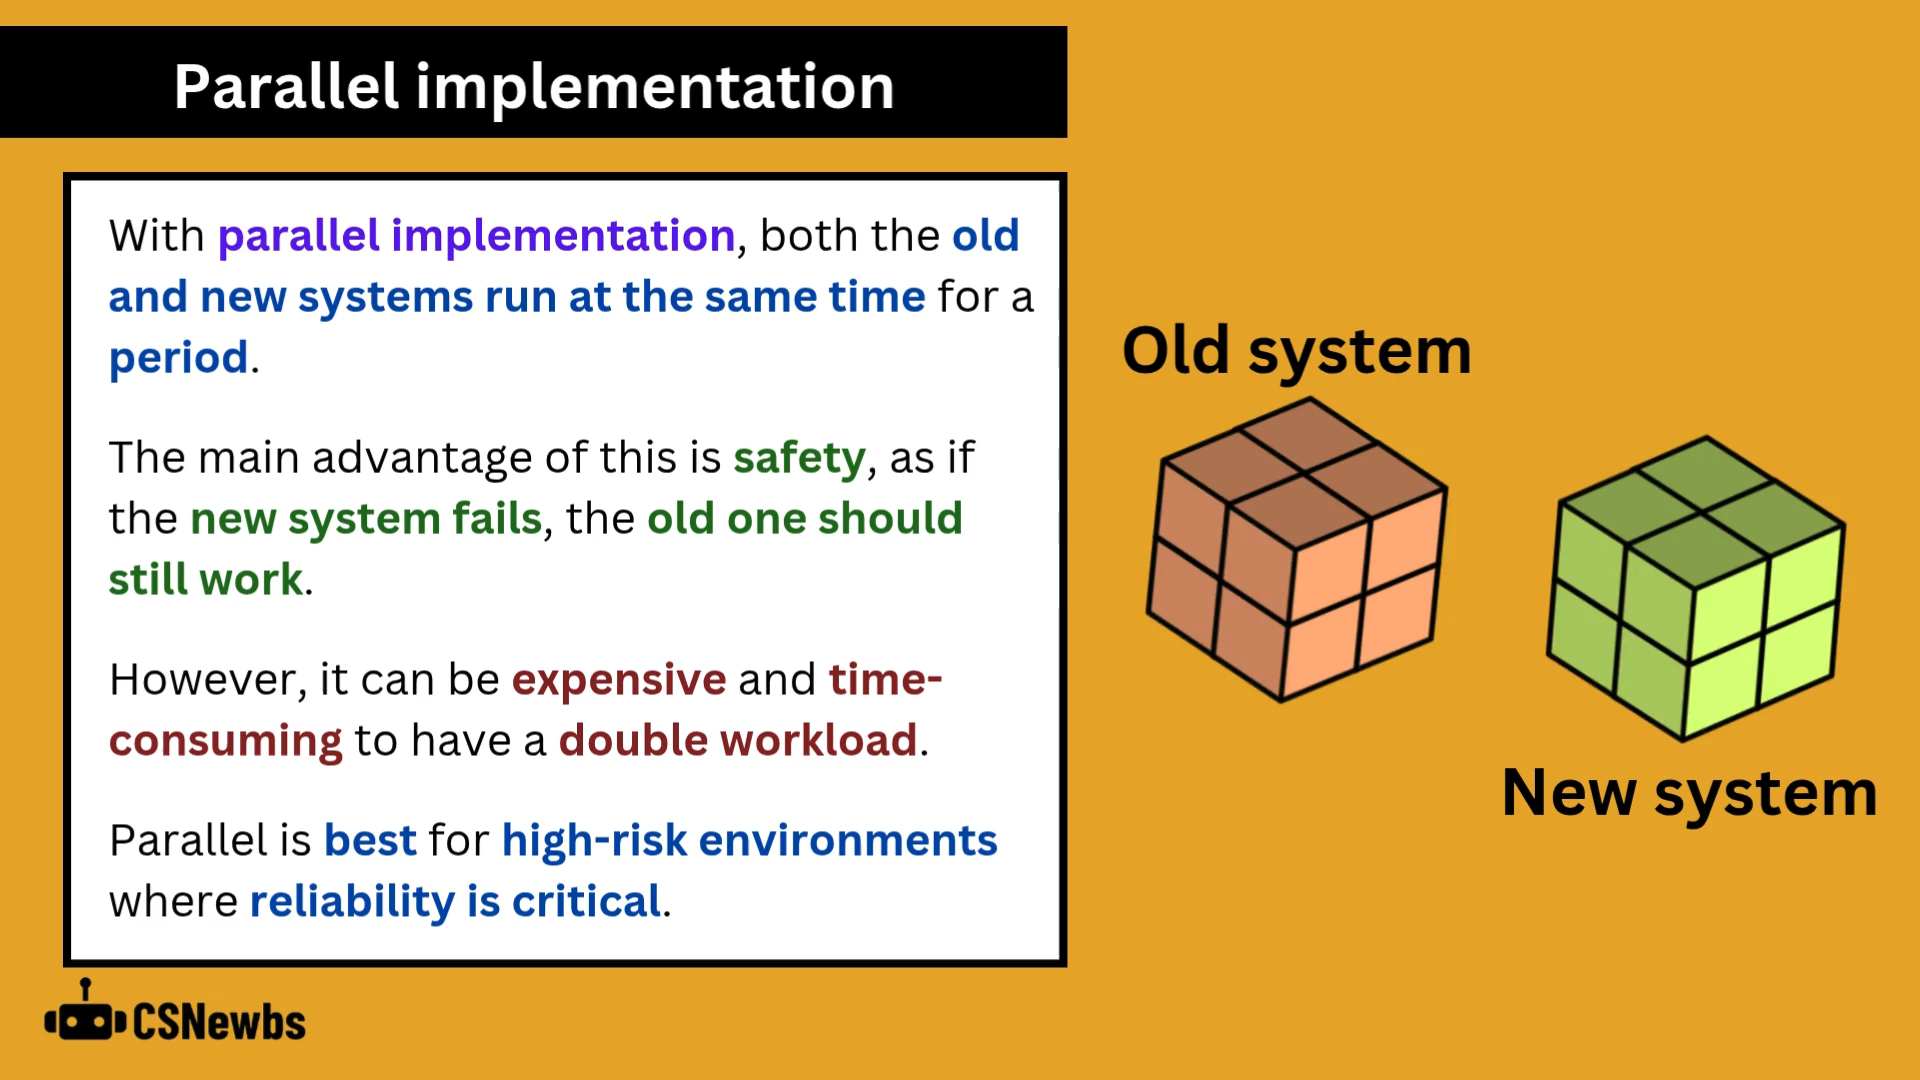 Parallel implementation
With parallel implementation, both the old
and new systems run at the same time for a
period.
The main advantage of this is safety, as if
the new system fails, the old one should
still work.
However, it can be expensive and time-
consuming to have a double workload.
Parallel is best for high-risk environments
where reliability is critical.
Old system
New system
CSNewbs